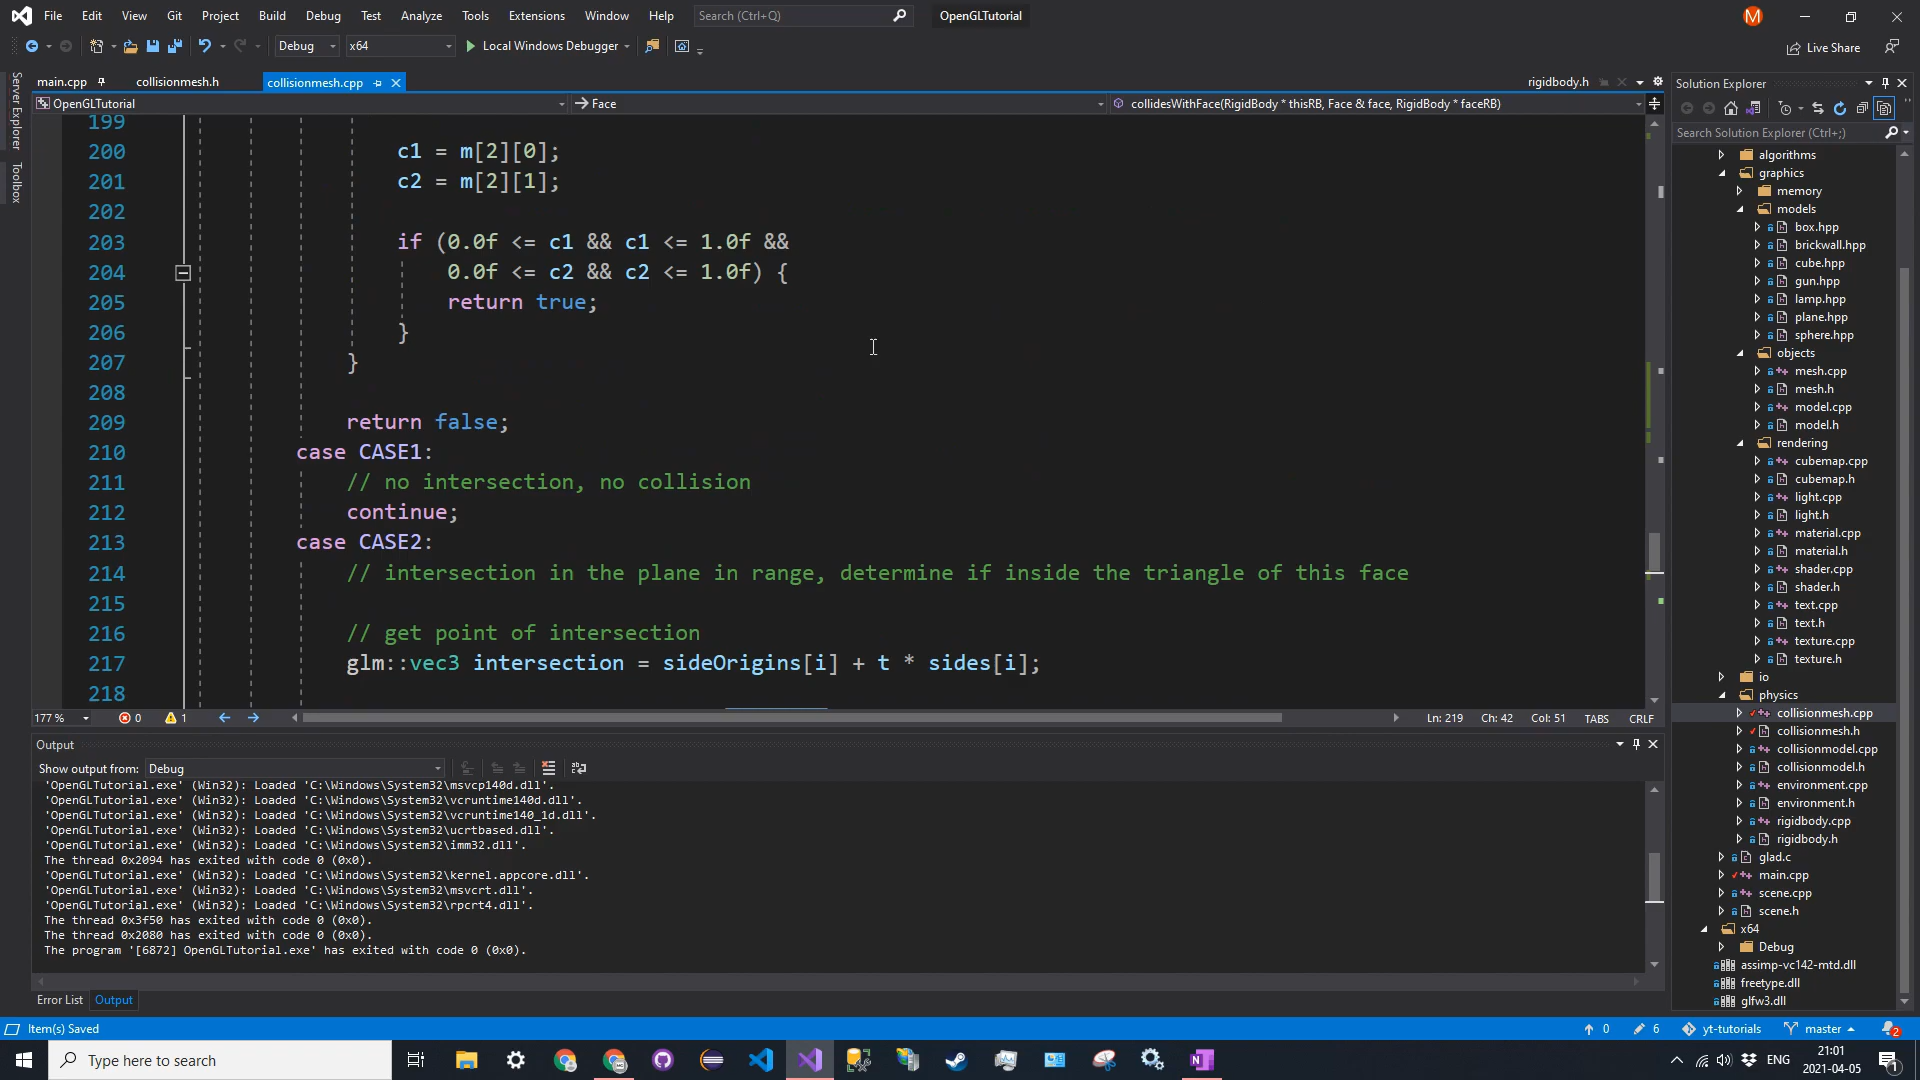 File Edit View Git Project Build Debug Test Analyze Tools Extensions Window Help Search (Ctrl+Q) OpenGLTutorial M
Debug x64 Local Windows Debugger Live Share
main.cpp collisionmesh.h collisionmesh.cpp rigidbody.h
OpenGLTutorial Face collidesWithFace(RigidBody * thisRB, Face & face, RigidBody * faceRB)
199
200 c1 = m[2][0];
201 c2 = m[2][1];
202
203 if (0.0f <= c1 && c1 <= 1.0f &&
204 0.0f <= c2 && c2 <= 1.0f) {
205 return true;
206 }
207 }
208
209 return false;
210 case CASE1:
211 // no intersection, no collision
212 continue;
213 case CASE2:
214 // intersection in the plane in range, determine if inside the triangle of this face
215
216 // get point of intersection
217 glm::vec3 intersection = sideOrigins[i] + t * sides[i];
218
177 % 0 1 Ln: 219 Ch: 42 Col: 51 TABS CRLF
Output
Show output from: Debug
'OpenGLTutorial.exe' (Win32): Loaded 'C:\Windows\System32\msvcp140d.dll'.
'OpenGLTutorial.exe' (Win32): Loaded 'C:\Windows\System32\vcruntime140d.dll'.
'OpenGLTutorial.exe' (Win32): Loaded 'C:\Windows\System32\vcruntime140_1d.dll'.
'OpenGLTutorial.exe' (Win32): Loaded 'C:\Windows\System32\ucrtbased.dll'.
'OpenGLTutorial.exe' (Win32): Loaded 'C:\Windows\System32\imm32.dll'.
The thread 0x2094 has exited with code 0 (0x0).
'OpenGLTutorial.exe' (Win32): Loaded 'C:\Windows\System32\kernel.appcore.dll'.
'OpenGLTutorial.exe' (Win32): Loaded 'C:\Windows\System32\msvcrt.dll'.
'OpenGLTutorial.exe' (Win32): Loaded 'C:\Windows\System32\rpcrt4.dll'.
The thread 0x3f50 has exited with code 0 (0x0).
The thread 0x2080 has exited with code 0 (0x0).
The program '[6872] OpenGLTutorial.exe' has exited with code 0 (0x0).
Error List Output
Server Explorer
Toolbox
Solution Explorer
Search Solution Explorer (Ctrl+;)
algorithms
graphics
memory
models
box.hpp
brickwall.hpp
cube.hpp
gun.hpp
lamp.hpp
plane.hpp
sphere.hpp
objects
mesh.cpp
mesh.h
model.cpp
model.h
rendering
cubemap.cpp
cubemap.h
light.cpp
light.h
material.cpp
material.h
shader.cpp
shader.h
text.cpp
text.h
texture.cpp
texture.h
io
physics
collisionmesh.cpp
collisionmesh.h
collisionmodel.cpp
collisionmodel.h
environment.cpp
environment.h
rigidbody.cpp
rigidbody.h
glad.c
main.cpp
scene.cpp
scene.h
x64
Debug
assimp-vc142-mtd.dll
freetype.dll
glfw3.dll
Item(s) Saved 0 6 yt-tutorials master 2
Type here to search ENG 21:01
2021-04-05 1